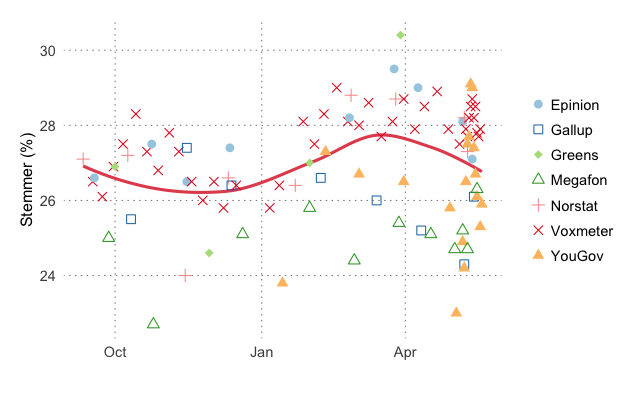 30
28
26
24
Stemmer (%)
Oct
Jan
Apr
Epinion
Gallup
Greens
Megafon
Norstat
Voxmeter
YouGov